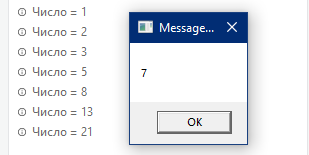 Число = 1
Число = 2
Число = 3
Число = 5
Число = 8
Число = 13
Число = 21
Message...
7
OK